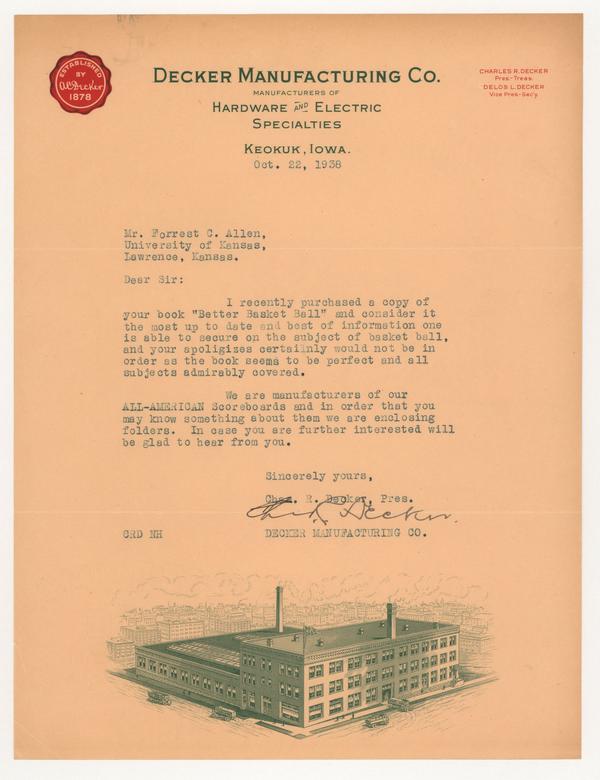 ESTABLISHED
BY
A.C. Decker
1878
DECKER MANUFACTURING CO.
MANUFACTURERS OF
HARDWARE AND ELECTRIC
SPECIALTIES
KEOKUK, IOWA.
CHARLES R. DECKER
Pres.-Treas.
DELOS L. DECKER
Vice Pres.-Sec'y.
Oct. 22, 1938
Mr. Forrest C. Allen,
University of Kansas,
Lawrence, Kansas.
Dear Sir:
I recently purchased a copy of
your book "Better Basket Ball" and consider it
the most up to date and best of information one
is able to secure on the subject of basket ball,
and your apoligizes certainly would not be in
order as the book seems to be perfect and all
subjects admirably covered.
We are manufacturers of our
ALL-AMERICAN Scoreboards and in order that you
may know something about them we are enclosing
folders. In case you are further interested will
be glad to hear from you.
Sincerely yours,
Chas. R. Decker, Pres.
Chas R. Decker.
CRD NH DECKER MANUFACTURING CO.